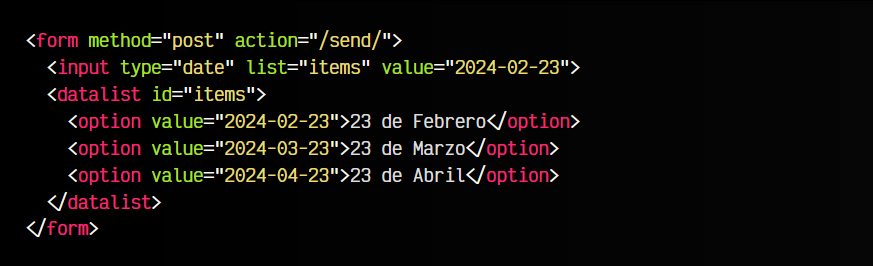 <form method="post" action="/send/">
<input type="date" list="items" value="2024-02-23">
<datalist id="items">
<option value="2024-02-23">23 de Febrero</option>
<option value="2024-03-23">23 de Marzo</option>
<option value="2024-04-23">23 de Abril</option>
</datalist>
</form>